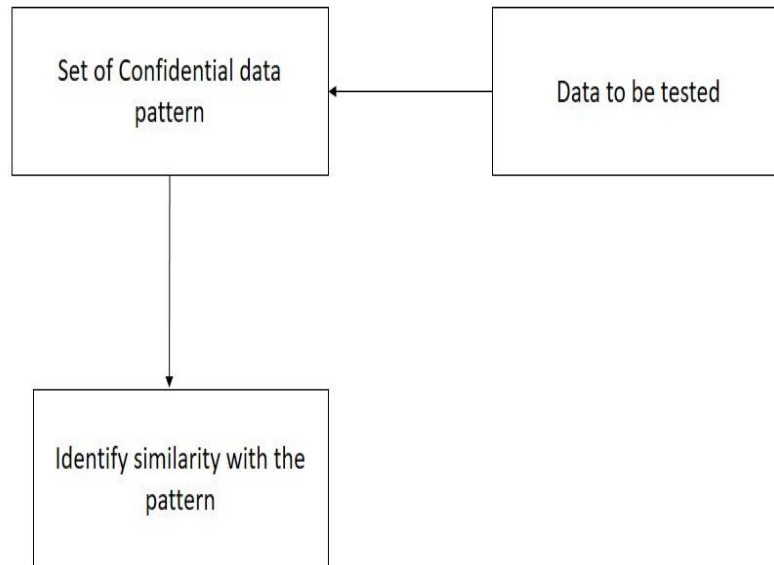 Set of Confidential data
pattern
Data to be tested
Identify similarity with the
pattern